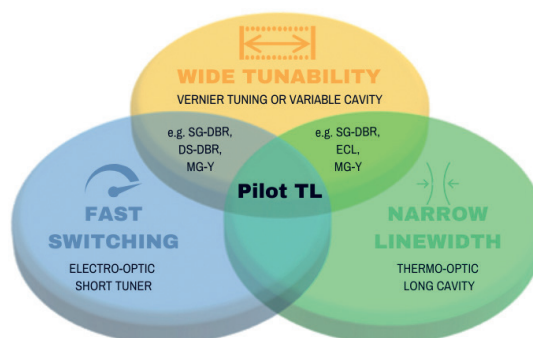 WIDE TUNABILITY
VERNIER TUNING OR VARIABLE CAVITY
e.g. SG-DBR,
DS-DBR,
MG-Y
e.g. SG-DBR,
ECL,
MG-Y
Pilot TL
FAST
SWITCHING
ELECTRO-OPTIC
SHORT TUNER
NARROW
LINEWIDTH
THERMO-OPTIC
LONG CAVITY